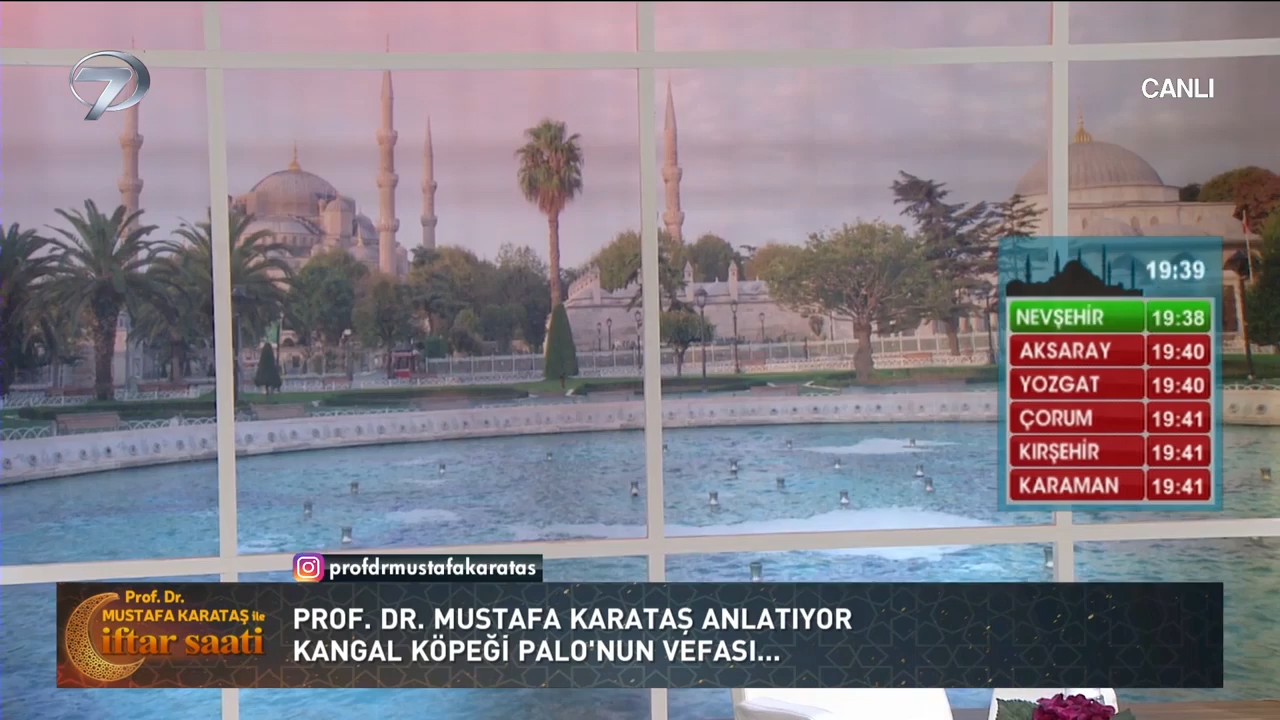 7
CANLI
19:39
NEVŞEHİR 19:38
AKSARAY 19:40
YOZGAT 19:40
ÇORUM 19:41
KIRŞEHİR 19:41
KARAMAN 19:41
profdrmustafakaratas
Prof. Dr.
MUSTAFA KARATAŞ ile
iftar saati
PROF. DR. MUSTAFA KARATAŞ ANLATIYOR
KANGAL KÖPEĞİ PALO'NUN VEFASI...